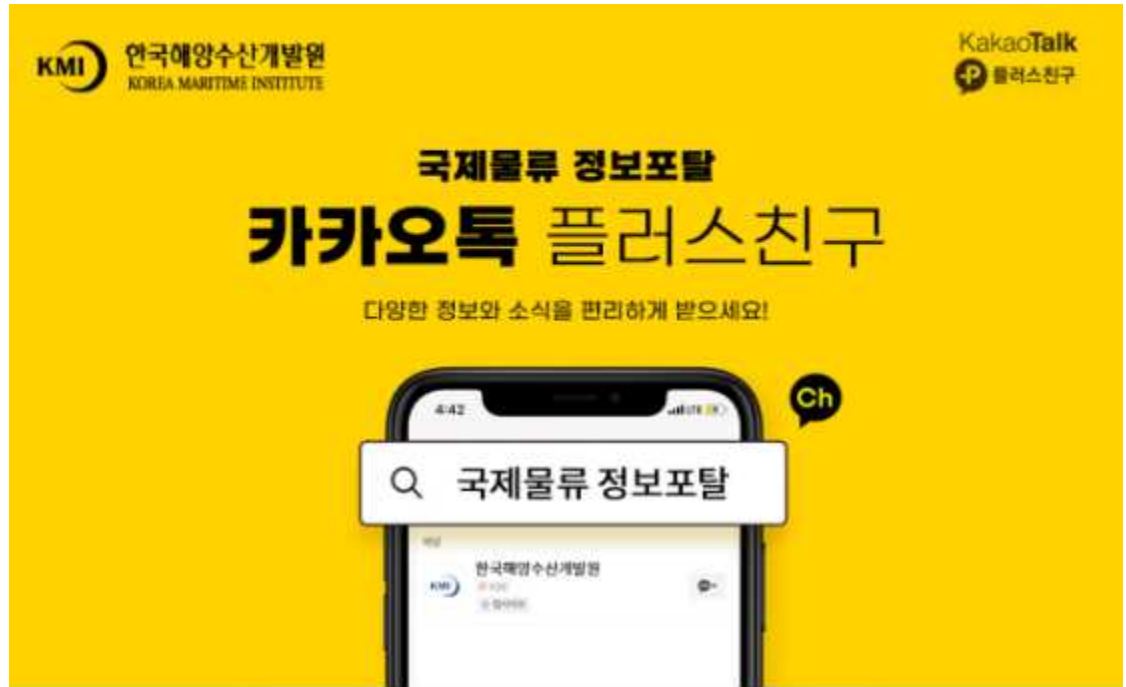 KMI 한국해양수산개발원
KOREA MARITIME INSTITUTE
KakaoTalk
플러스친구
국제물류 정보포탈
카카오톡 플러스친구
다양한 정보와 소식을 편리하게 받으세요!
Ch
4:42
LTE
국제물류 정보포탈
채널
한국해양수산개발원
KMI